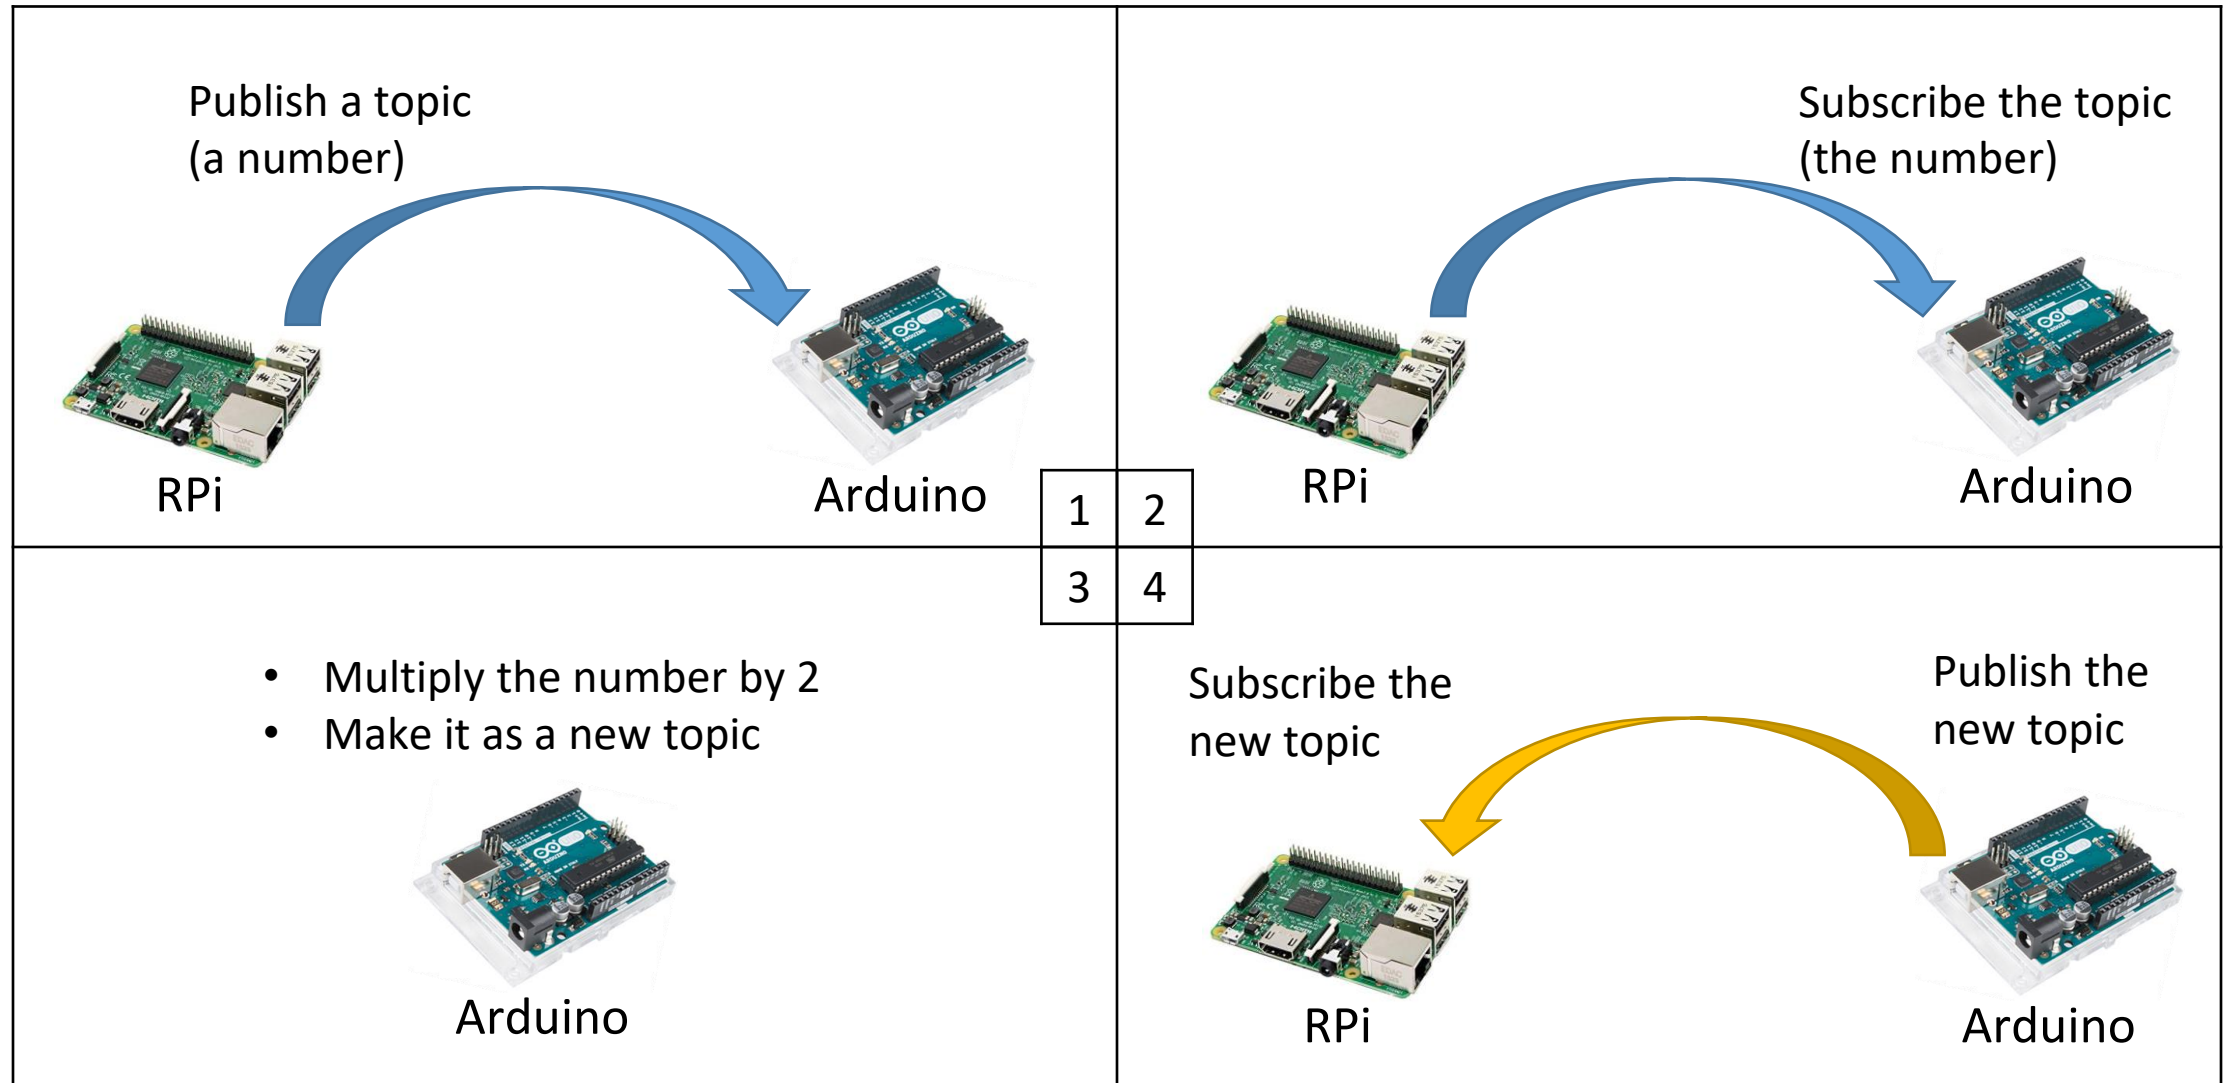 Publish a topic
(a number)
RPi
Arduino
1
Subscribe the topic
(the number)
RPi
Arduino
2
3
• Multiply the number by 2
• Make it as a new topic
Arduino
4
Subscribe the
new topic
Publish the
new topic
RPi
Arduino